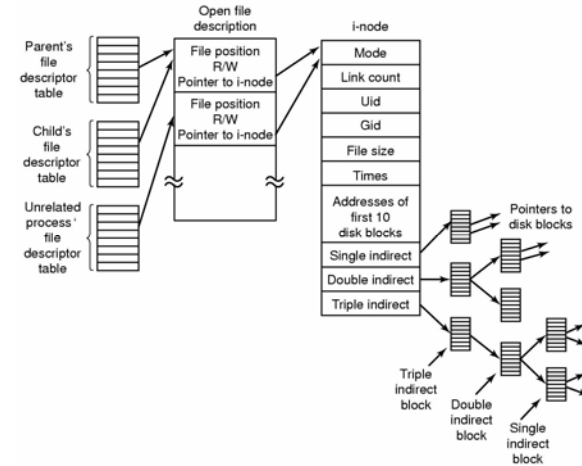 Open file
description
i-node
Parent's
file
descriptor
table
File position
R/W
Pointer to i-node
File position
R/W
Pointer to i-node
Child's
file
descriptor
table
Unrelated
process'
file
descriptor
table
Mode
Link count
Uid
Gid
File size
Times
Addresses of
first 10
disk blocks
Single indirect
Double indirect
Triple indirect
Pointers to
disk blocks
Triple
indirect
block
Double
indirect
block
Single
indirect
block